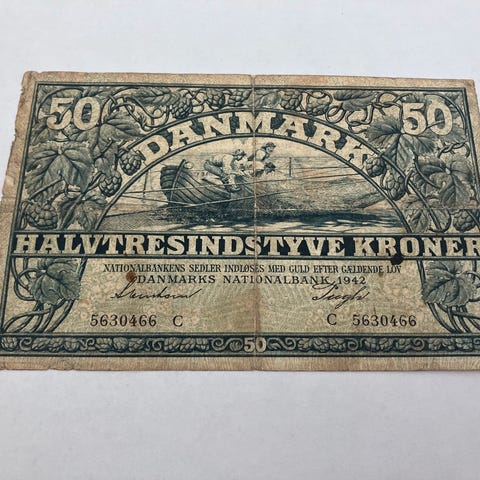 50 50
DANMARK
HALVTRESINDSTYVE KRONER
NATIONALBANKENS SEDLER INDLØSES MED GULD EFTER GÆLDENDE LOV
DANMARKS NATIONALBANK 1942
5630466 C C 5630466
50